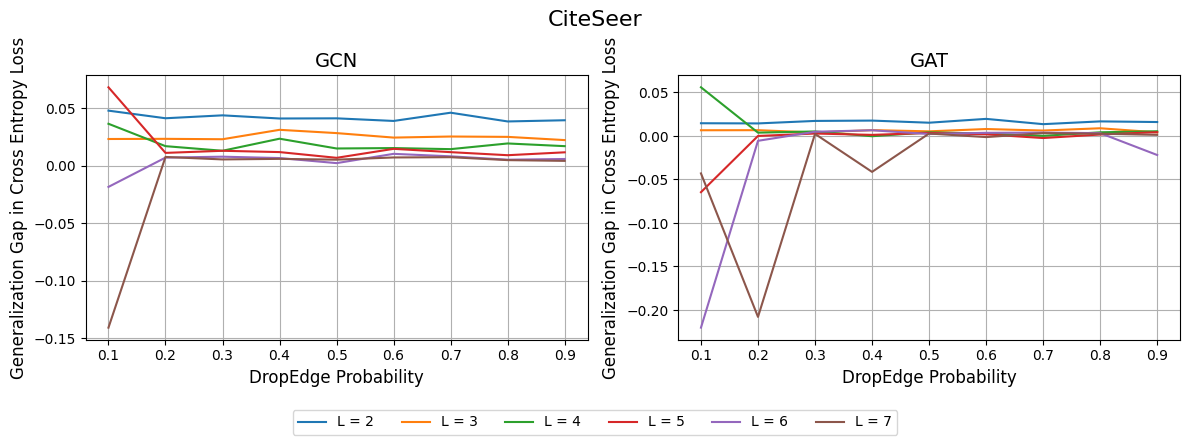 CiteSeer
GCN
Generalization Gap in Cross Entropy Loss
0.05
0.00
−0.05
−0.10
−0.15
0.1 0.2 0.3 0.4 0.5 0.6 0.7 0.8 0.9
DropEdge Probability
GAT
Generalization Gap in Cross Entropy Loss
0.05
0.00
−0.05
−0.10
−0.15
−0.20
0.1 0.2 0.3 0.4 0.5 0.6 0.7 0.8 0.9
DropEdge Probability
L = 2 L = 3 L = 4 L = 5 L = 6 L = 7